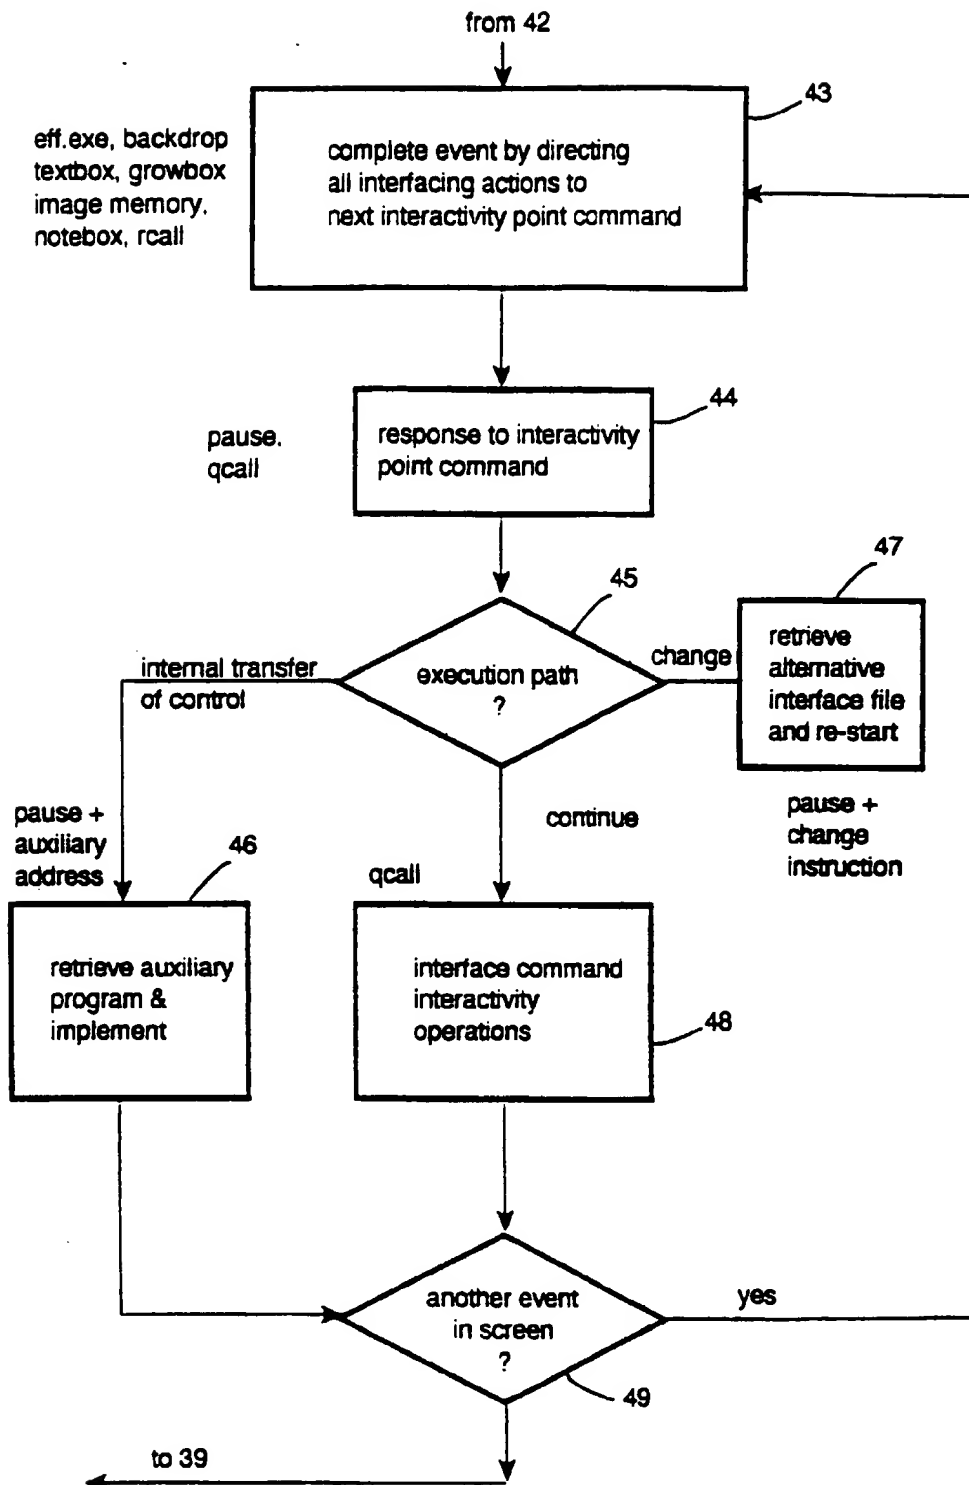 from 42
43
eff.exe, backdrop
textbox, growbox
image memory,
notebox, rcall
complete event by directing
all interfacing actions to
next interactivity point command
44
pause,
qcall
response to interactivity
point command
45
47
internal transfer
of control
execution path
?
change
retrieve
alternative
interface file
and re-start
pause +
auxiliary
address
46
continue
qcall
pause +
change
instruction
retrieve auxiliary
program &
implement
interface command
interactivity
operations
48
another event
in screen
?
yes
49
to 39